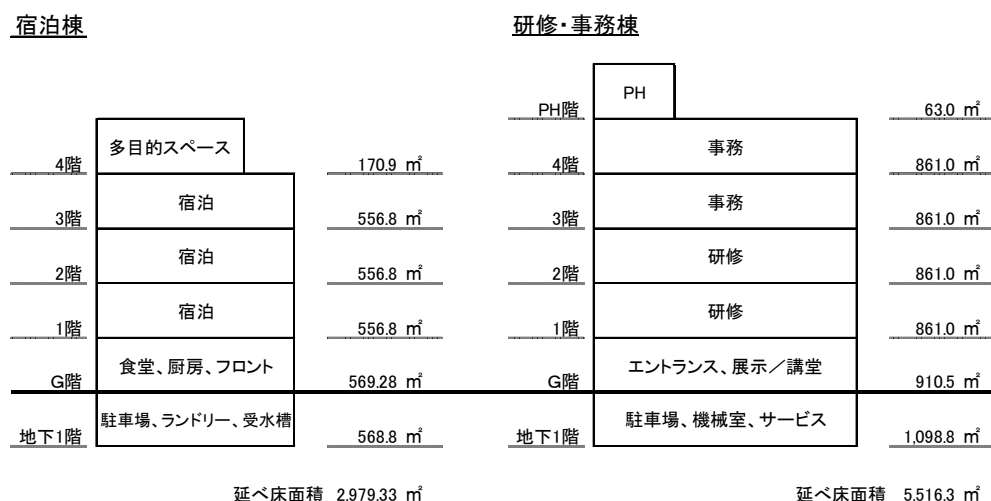 宿泊棟
4階 多目的スペース 170.9 ㎡
3階 宿泊 556.8 ㎡
2階 宿泊 556.8 ㎡
1階 宿泊 556.8 ㎡
G階 食堂、厨房、フロント 569.28 ㎡
地下1階 駐車場、ランドリー、受水槽 568.8 ㎡
延べ床面積 2,979.33 ㎡
研修・事務棟
PH階 PH 63.0 ㎡
4階 事務 861.0 ㎡
3階 事務 861.0 ㎡
2階 研修 861.0 ㎡
1階 研修 861.0 ㎡
G階 エントランス、展示／講堂 910.5 ㎡
地下1階 駐車場、機械室、サービス 1,098.8 ㎡
延べ床面積 5,516.3 ㎡